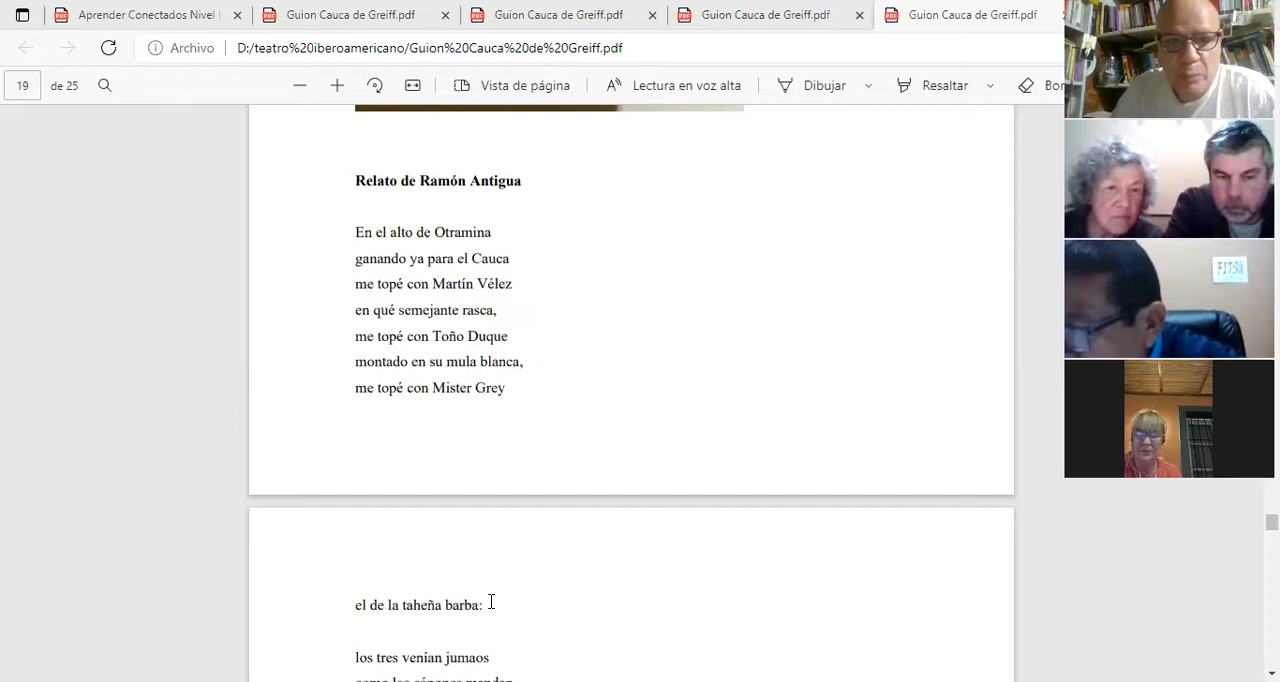 Aprender Conectados Nivel
Guion Cauca de Greiff.pdf
Guion Cauca de Greiff.pdf
Guion Cauca de Greiff.pdf
Guion Cauca de Greiff.pdf
Archivo
D:/teatro%20iberoamericano/Guion%20Cauca%20de%20Greiff.pdf
19
de 25
Vista de página
Lectura en voz alta
Dibujar
Resaltar
Relato de Ramón Antigua
En el alto de Otramina
ganando ya para el Cauca
me topé con Martín Vélez
en qué semejante rasca,
me topé con Toño Duque
montado en su mula blanca,
me topé con Mister Grey
el de la taheña barba:
los tres venían jumaos